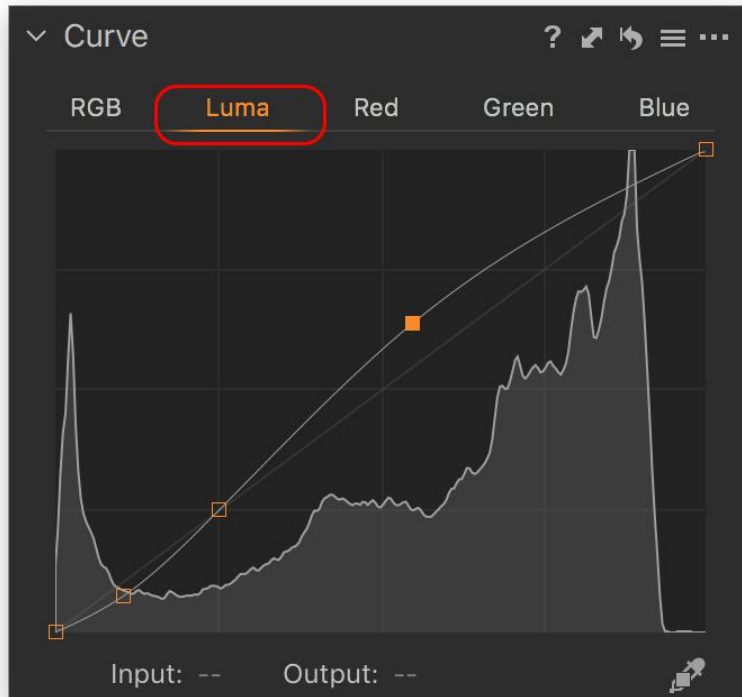 Curve ?
RGB Luma Red Green Blue
Input: -- Output: --